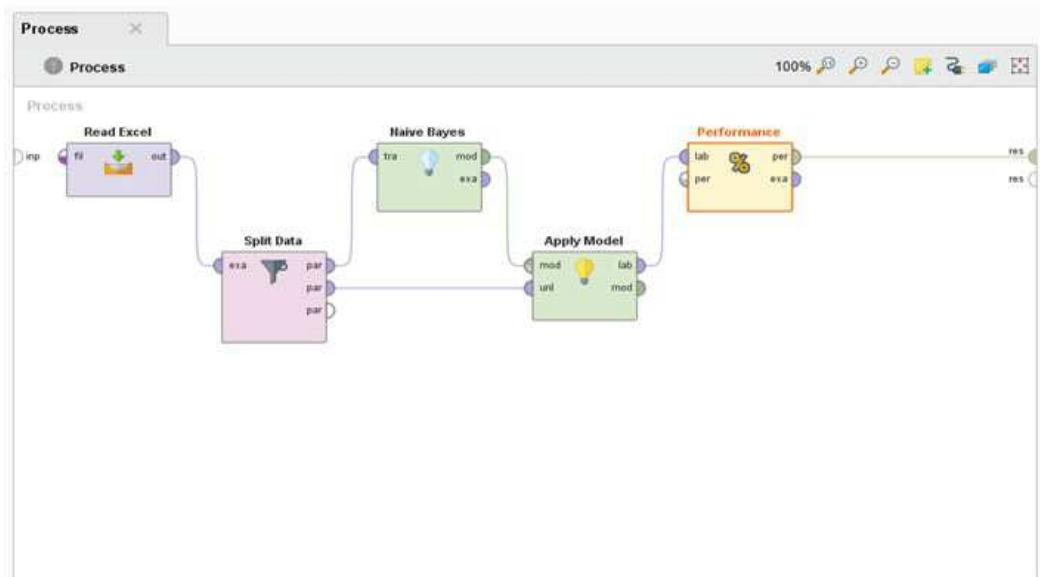 Process
Process
100%
Process
Read Excel
Naive Bayes
Performance
inp
fil
out
tra
mod
exa
lab
per
per
exa
res
res
Split Data
exa
par
par
par
Apply Model
mod
lab
unl
mod